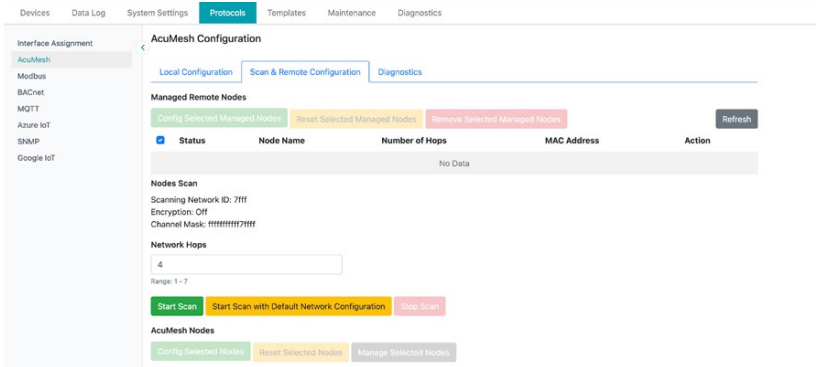 Devices Data Log System Settings Protocols Templates Maintenance Diagnostics
Interface Assignment
AcuMesh
Modbus
BACnet
MQTT
Azure IoT
SNMP
Google IoT
AcuMesh Configuration
Local Configuration Scan & Remote Configuration Diagnostics
Managed Remote Nodes
Config Selected Managed Nodes Reset Selected Managed Nodes Remove Selected Managed Nodes Refresh
Status Node Name Number of Hops MAC Address Action
No Data
Nodes Scan
Scanning Network ID: 7fff
Encryption: Off
Channel Mask: ffffffffffff7ffff
Network Hops
4
Range: 1 - 7
Start Scan Start Scan with Default Network Configuration Stop Scan
AcuMesh Nodes
Config Selected Nodes Reset Selected Nodes Manage Selected Nodes